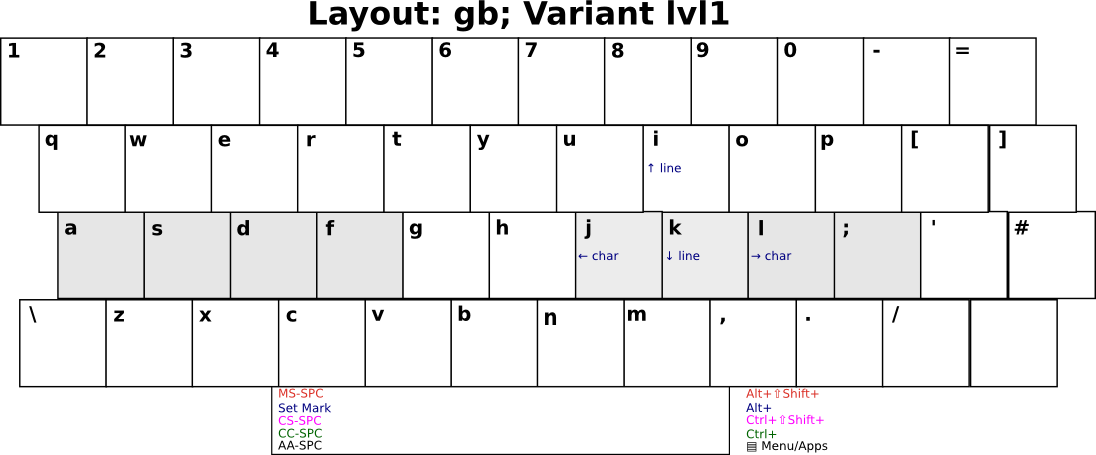 Layout: gb; Variant lvl1
1 2 3 4 5 6 7 8 9 0 - =
q w e r t y u i o p [ ]
↑ line
a s d f g h j k l ; ' #
← char ↓ line → char
\ z x c v b n m , . /
MS-SPC Alt+⇧Shift+
Set Mark Alt+
CS-SPC Ctrl+⇧Shift+
CC-SPC Ctrl+
AA-SPC ▤ Menu/Apps